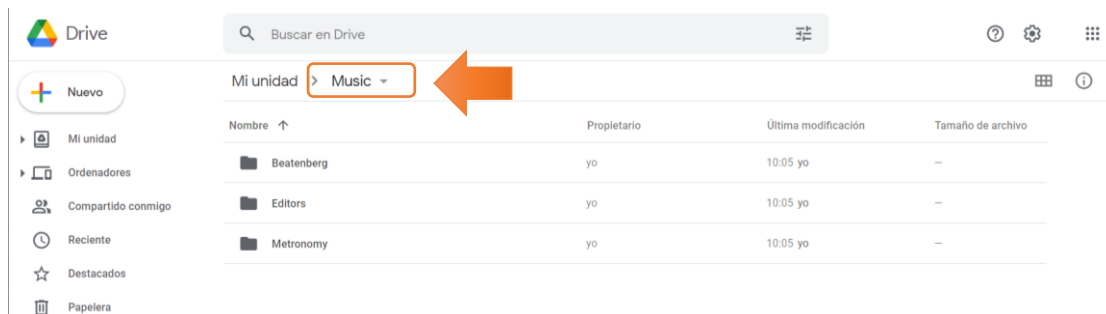 Drive
Buscar en Drive
Mi unidad > Music
Nuevo
Nombre ↑ Propietario Última modificación Tamaño de archivo
Mi unidad
Beatenberg yo 10:05 yo —
Ordenadores
Compartido conmigo
Editors yo 10:05 yo —
Reciente
Metronomy yo 10:05 yo —
Destacados
Papelera